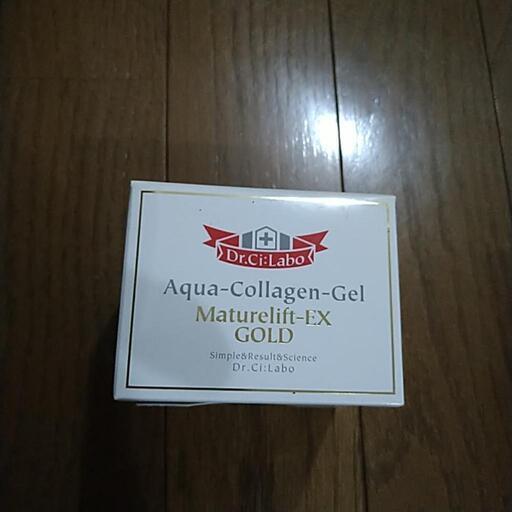 Dr.Ci:Labo
Aqua-Collagen-Gel
Maturelift-EX
GOLD
Simple&Result&Science
Dr.Ci:Labo